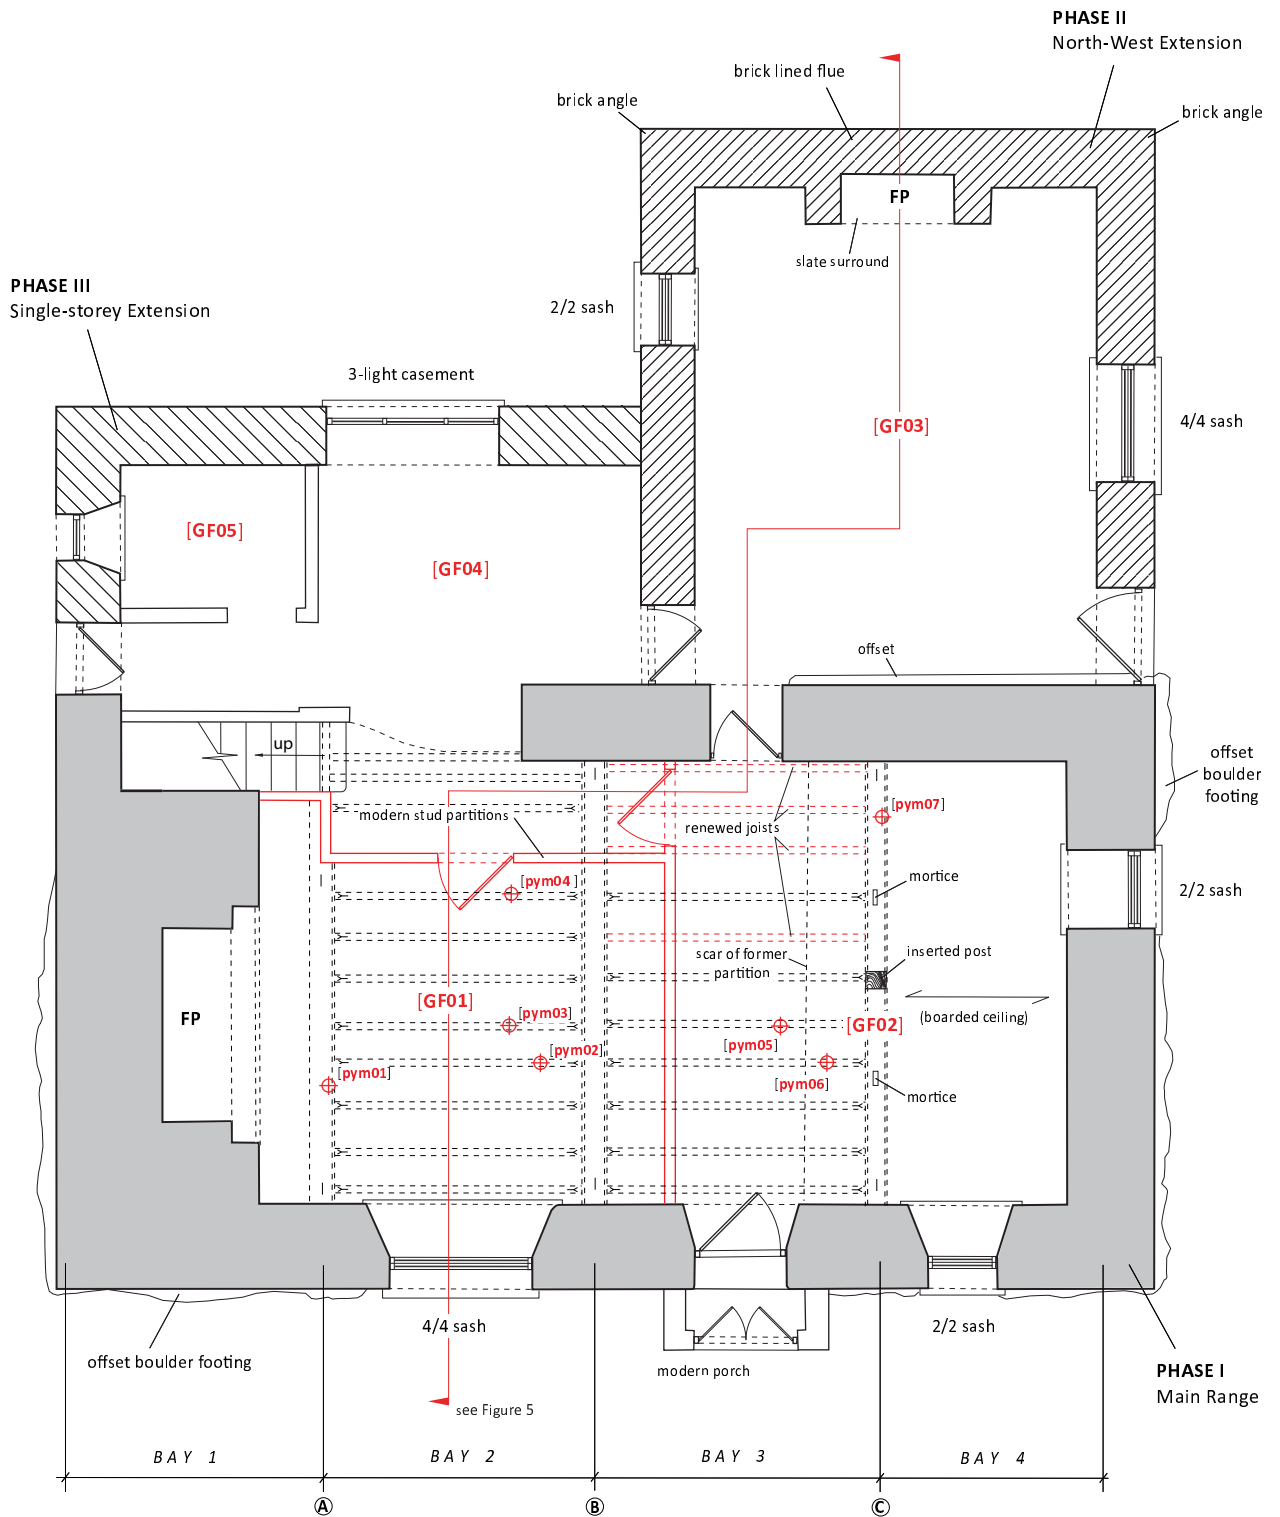 PHASE II
North-West Extension
brick lined flue
brick angle
brick angle
FP
slate surround
PHASE III
Single-storey Extension
2/2 sash
3-light casement
[GF03]
4/4 sash
[GF05]
[GF04]
offset
up
offset
boulder
footing
modern stud partitions
[pym07]
renewed joists
[pym04]
mortice
2/2 sash
scar of former
partition
inserted post
[GF01]
FP
[pym03]
[GF02]
(boarded ceiling)
[pym05]
[pym02]
[pym01]
[pym06]
mortice
4/4 sash
2/2 sash
offset boulder footing
modern porch
PHASE I
Main Range
see Figure 5
BAY 1
BAY 2
BAY 3
BAY 4
A
B
C